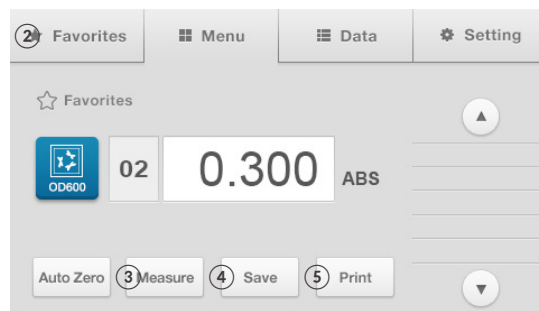 ② Favorites Menu Data Setting
Favorites
OD600 02 0.300 ABS
Auto Zero ③ Measure ④ Save ⑤ Print